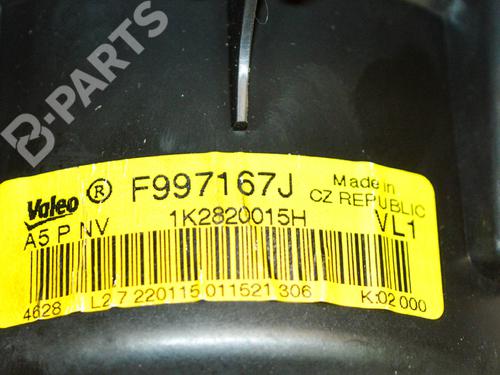 B-PARTS
Valeo ® F997167J Made in
CZ REPUBLIC
1K2820015H
A5 P NV VL1
4628 L2 7 220115 011521 306 K:02 000